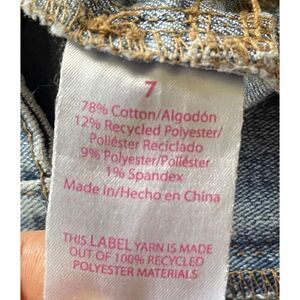 7
78% Cotton/Algodón
12% Recycled Polyester/
Poliéster Reciclado
9% Polyester/Poliéster
1% Spandex
Made in/Hecho en China
THIS LABEL YARN IS MADE
OUT OF 100% RECYCLED
POLYESTER MATERIALS